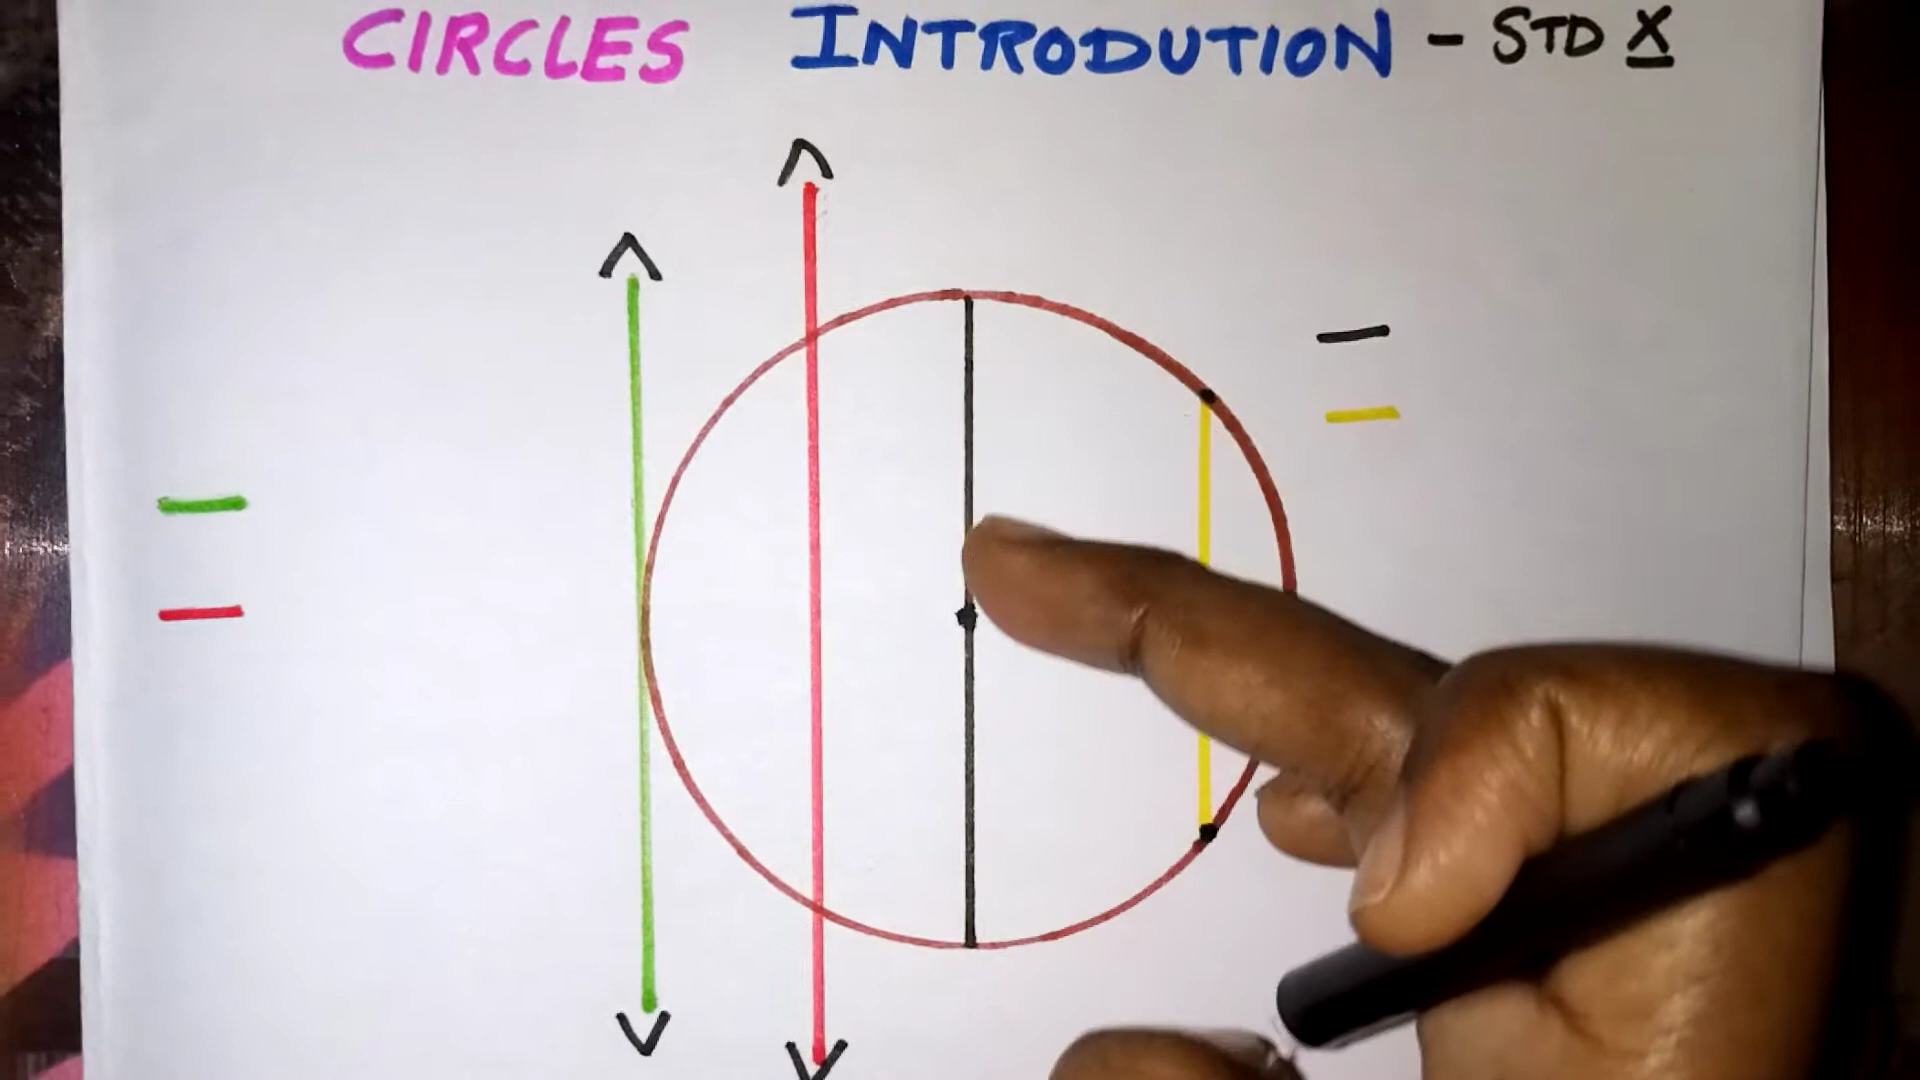 CIRCLES INTRODUTION - STD X